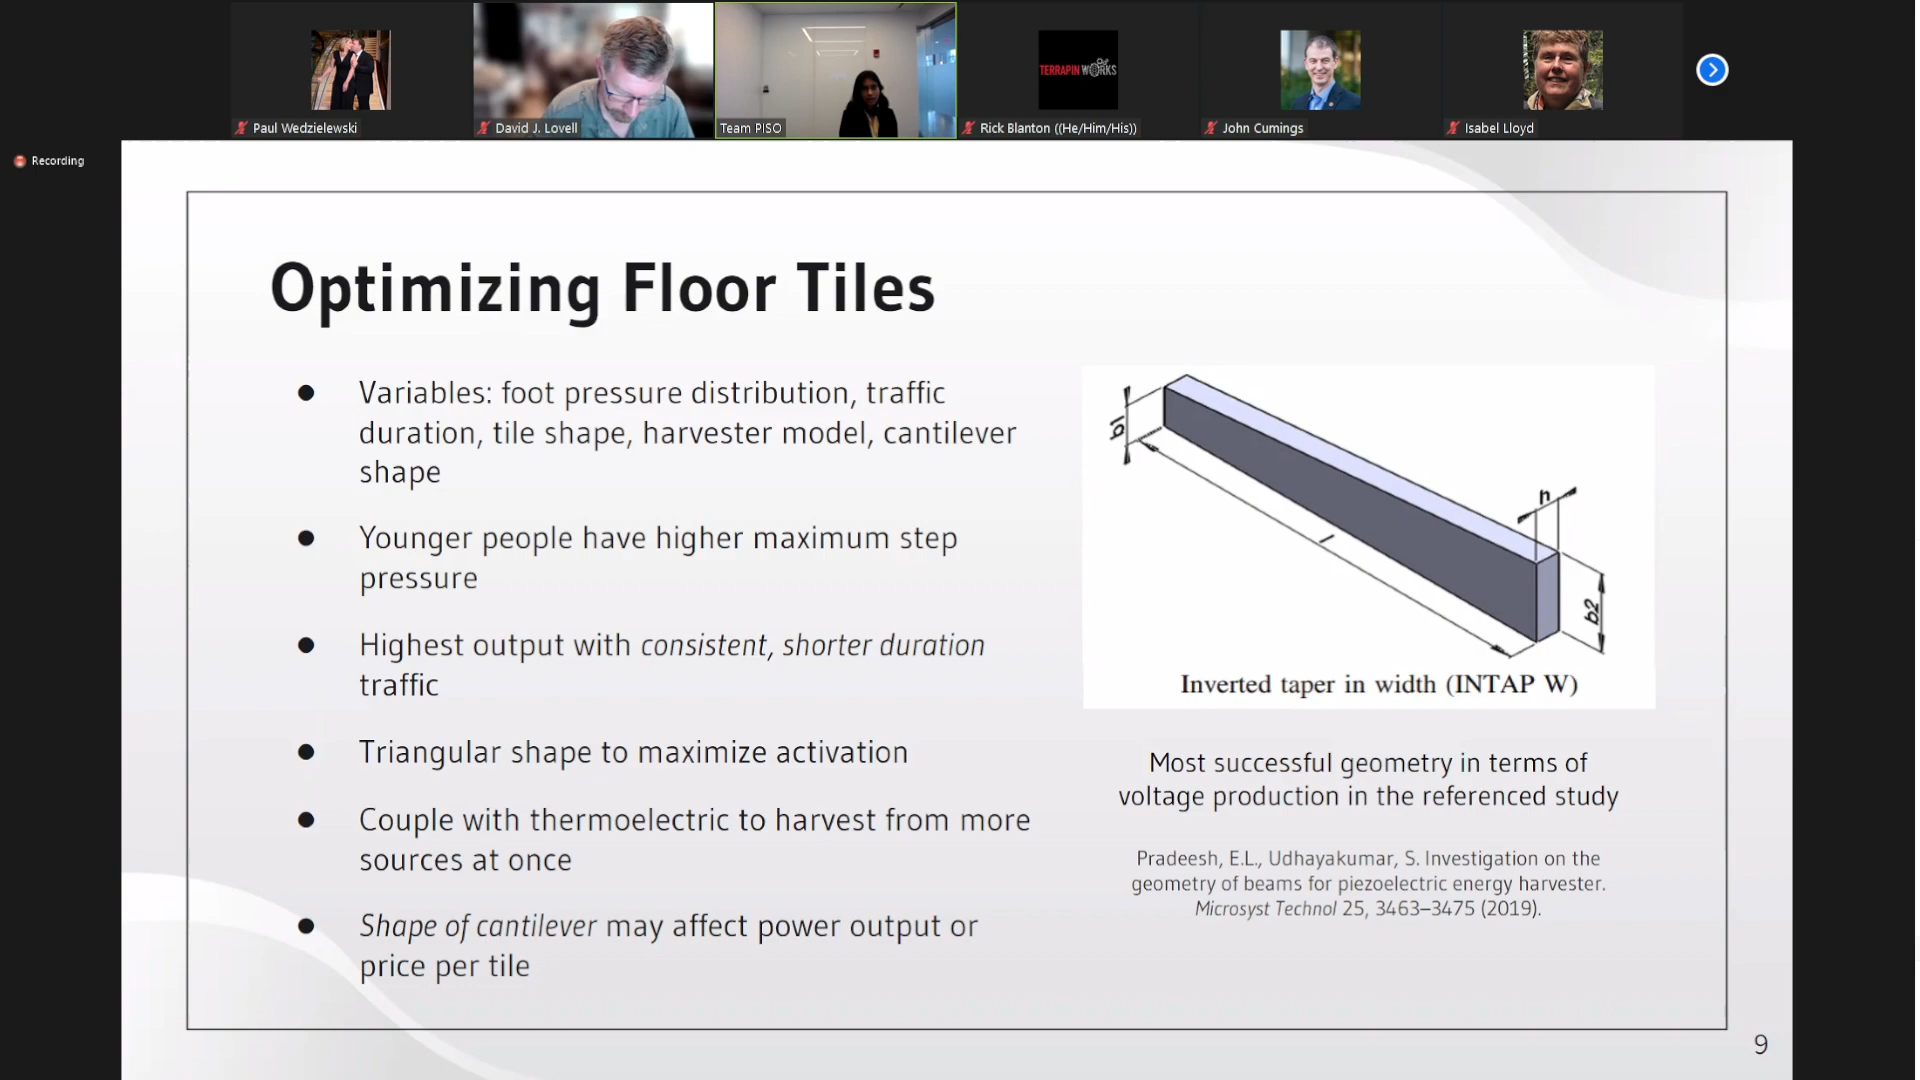 TERRAPIN WORKS
Paul Wedzielewski
David J. Lovell
Team PISO
Rick Blanton ((He/Him/His))
John Cumings
Isabel Lloyd
Recording
Optimizing Floor Tiles
● Variables: foot pressure distribution, traffic
duration, tile shape, harvester model, cantilever
shape
● Younger people have higher maximum step
pressure
● Highest output with consistent, shorter duration
traffic
● Triangular shape to maximize activation
● Couple with thermoelectric to harvest from more
sources at once
● Shape of cantilever may affect power output or
price per tile
b1
l
h
b2
Inverted taper in width (INTAP W)
Most successful geometry in terms of
voltage production in the referenced study
Pradeesh, E.L., Udhayakumar, S. Investigation on the
geometry of beams for piezoelectric energy harvester.
Microsyst Technol 25, 3463–3475 (2019).
9